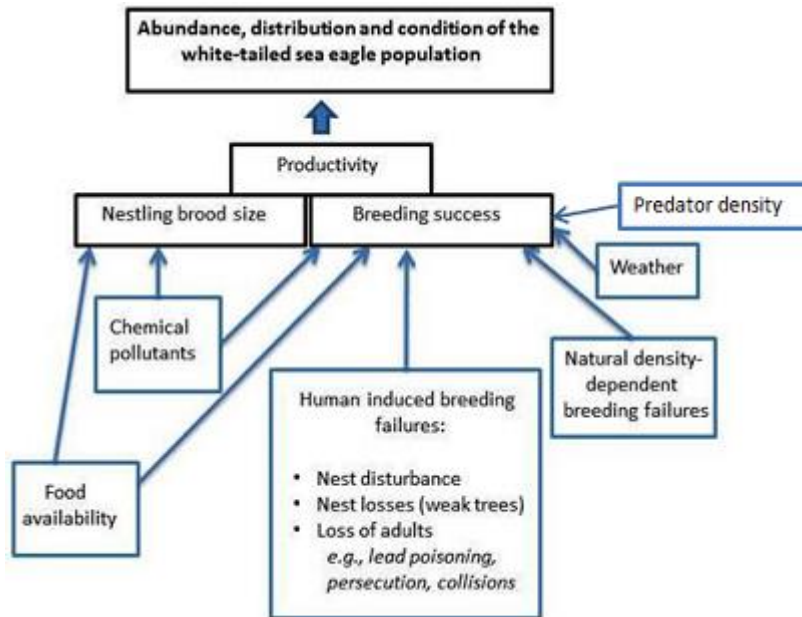 Abundance, distribution and condition of the
white-tailed sea eagle population
Productivity
Nestling brood size
Breeding success
Predator density
Weather
Chemical
pollutants
Natural density-
dependent
breeding failures
Human induced breeding
failures:
• Nest disturbance
• Nest losses (weak trees)
• Loss of adults
e.g., lead poisoning,
persecution, collisions
Food
availability